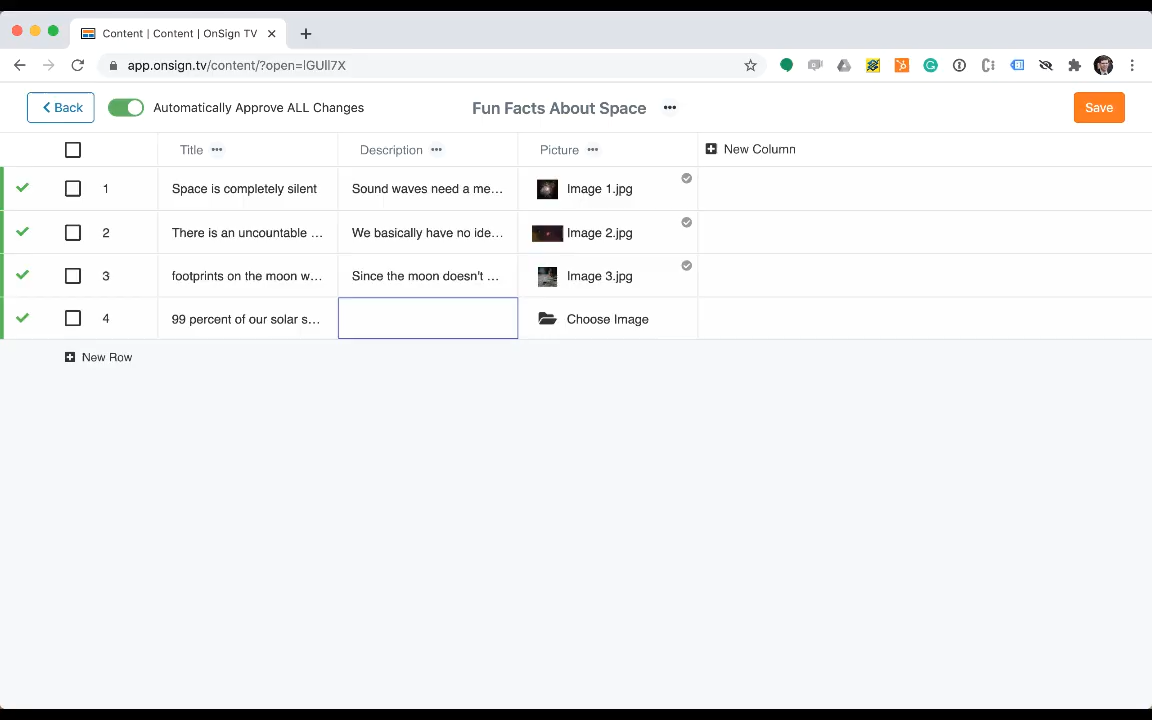 Content | Content | OnSign TV
app.onsign.tv/content/?open=IGUll7X
Back Automatically Approve ALL Changes Fun Facts About Space Save
Title Description Picture New Column
1 Space is completely silent Sound waves need a me... Image 1.jpg
2 There is an uncountable ... We basically have no ide... Image 2.jpg
3 footprints on the moon w... Since the moon doesn't ... Image 3.jpg
4 99 percent of our solar s... Choose Image
New Row